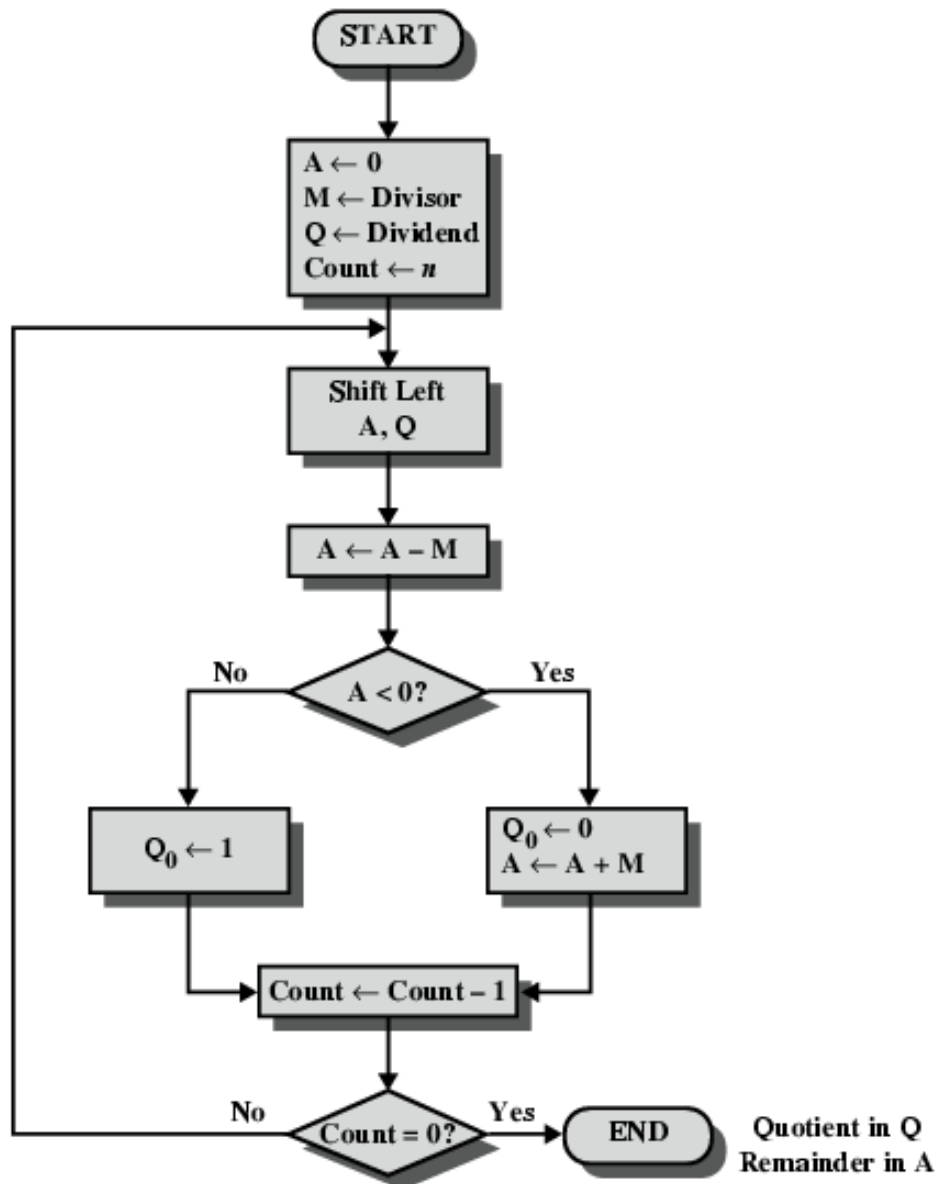 START
A ← 0
M ← Divisor
Q ← Dividend
Count ← n
Shift Left
A, Q
A ← A – M
No
Yes
A < 0?
Q₀ ← 1
Q₀ ← 0
A ← A + M
Count ← Count – 1
No
Yes
Count = 0?
END
Quotient in Q
Remainder in A